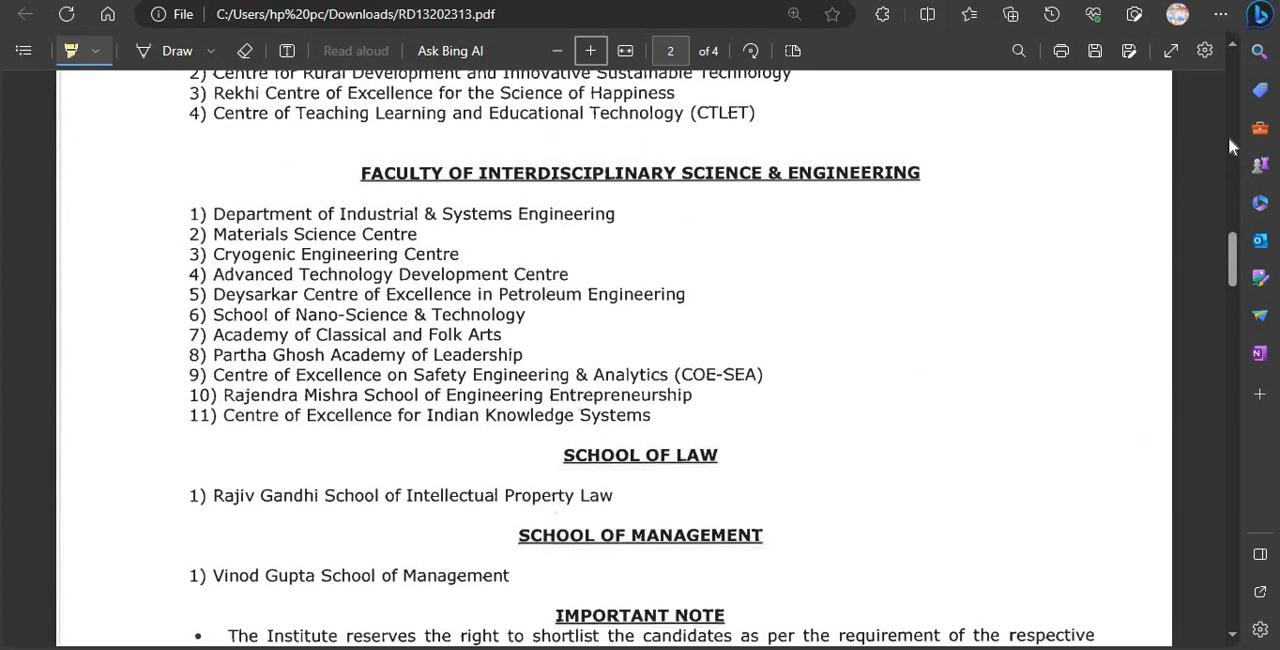 File C:/Users/hp%20pc/Downloads/RD13202313.pdf
Draw Read aloud Ask Bing AI 2 of 4
2) Centre for Rural Development and Innovative Sustainable Technology
3) Rekhi Centre of Excellence for the Science of Happiness
4) Centre of Teaching Learning and Educational Technology (CTLET)
FACULTY OF INTERDISCIPLINARY SCIENCE & ENGINEERING
1) Department of Industrial & Systems Engineering
2) Materials Science Centre
3) Cryogenic Engineering Centre
4) Advanced Technology Development Centre
5) Deysarkar Centre of Excellence in Petroleum Engineering
6) School of Nano-Science & Technology
7) Academy of Classical and Folk Arts
8) Partha Ghosh Academy of Leadership
9) Centre of Excellence on Safety Engineering & Analytics (COE-SEA)
10) Rajendra Mishra School of Engineering Entrepreneurship
11) Centre of Excellence for Indian Knowledge Systems
SCHOOL OF LAW
1) Rajiv Gandhi School of Intellectual Property Law
SCHOOL OF MANAGEMENT
1) Vinod Gupta School of Management
IMPORTANT NOTE
• The Institute reserves the right to shortlist the candidates as per the requirement of the respective